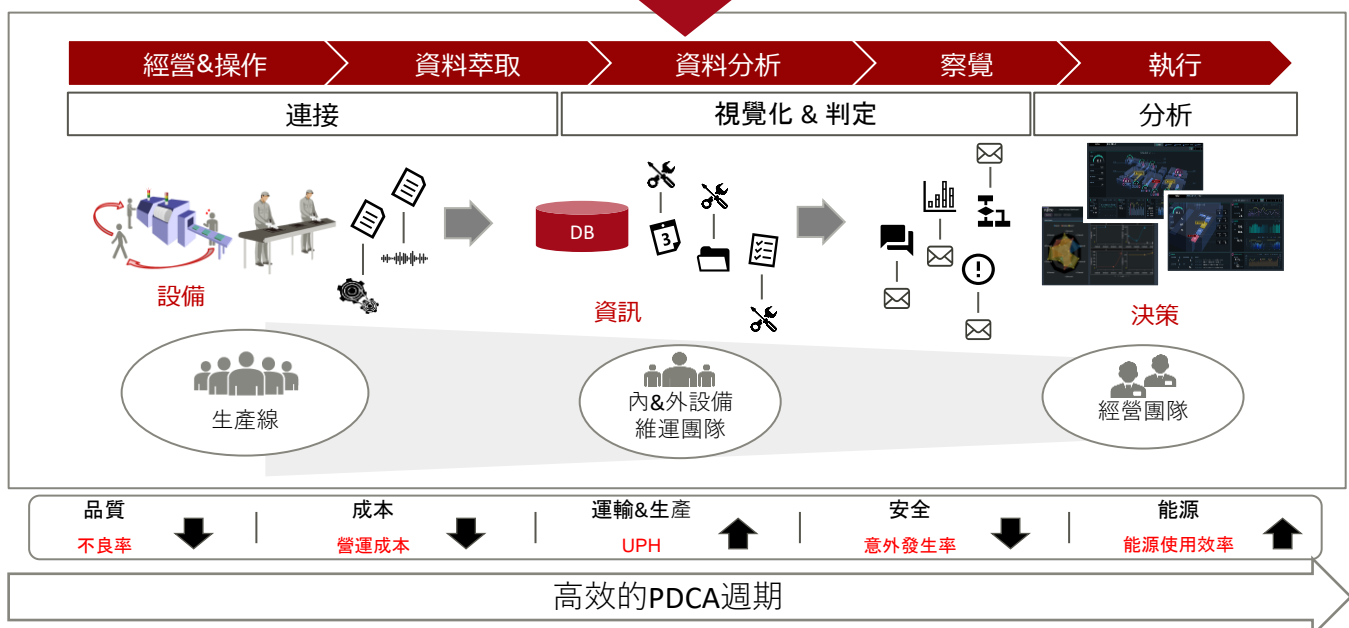 經營&操作
資料萃取
資料分析
察覺
執行
連接
視覺化 & 判定
分析
DB
3
設備
資訊
決策
生產線
內&外設備
維運團隊
經營團隊
品質
不良率
成本
營運成本
運輸&生產
UPH
安全
意外發生率
能源
能源使用效率
高效的PDCA週期